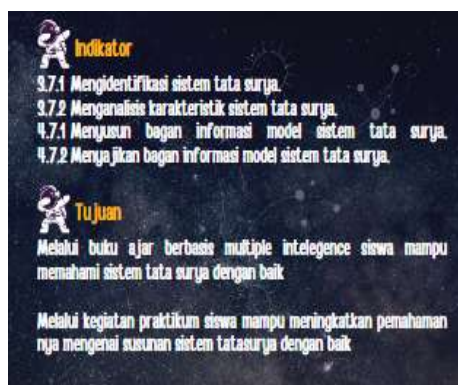 Indikator
3.7.1 Mengidentifikasi sistem tata surya.
3.7.2 Menganalisis karakteristik sistem tata surya.
4.7.1 Menyusun bagan informasi model sistem tata surya.
4.7.2 Menyajikan bagan informasi model sistem tata surya.
Tujuan
Melalui buku ajar berbasis multiple intelegence siswa mampu
memahami sistem tata surya dengan baik
Melalui kegiatan praktikum siswa mampu meningkatkan pemahaman
nya mengenai susunan sistem tatasurya dengan baik